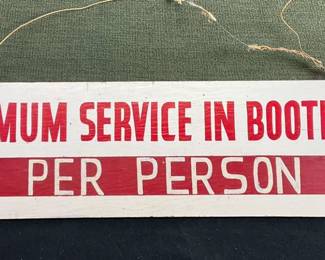 MUM SERVICE IN BOOTH
PER PERSON